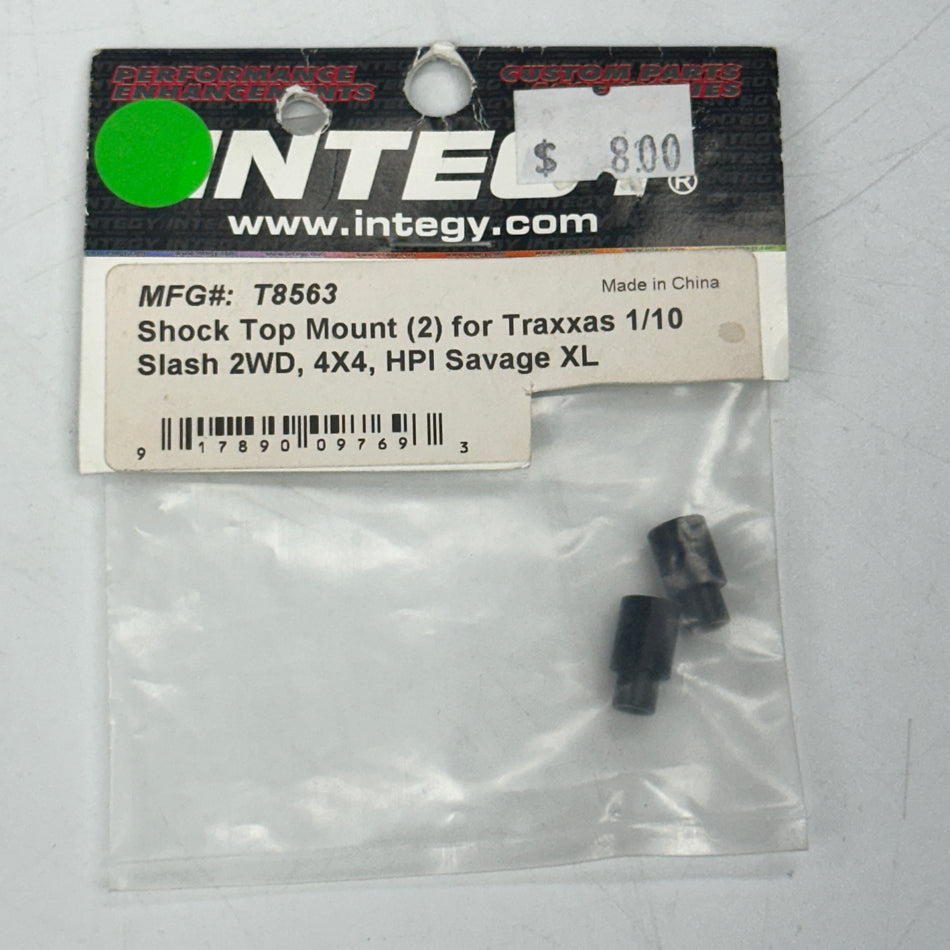 PERFORMANCE
ENHANCEMENTS
CUSTOM PARTS
$ 8.00
®
www.integy.com
MFG#: T8563
Made in China
Shock Top Mount (2) for Traxxas 1/10
Slash 2WD, 4X4, HPI Savage XL
9 17890 09769 3